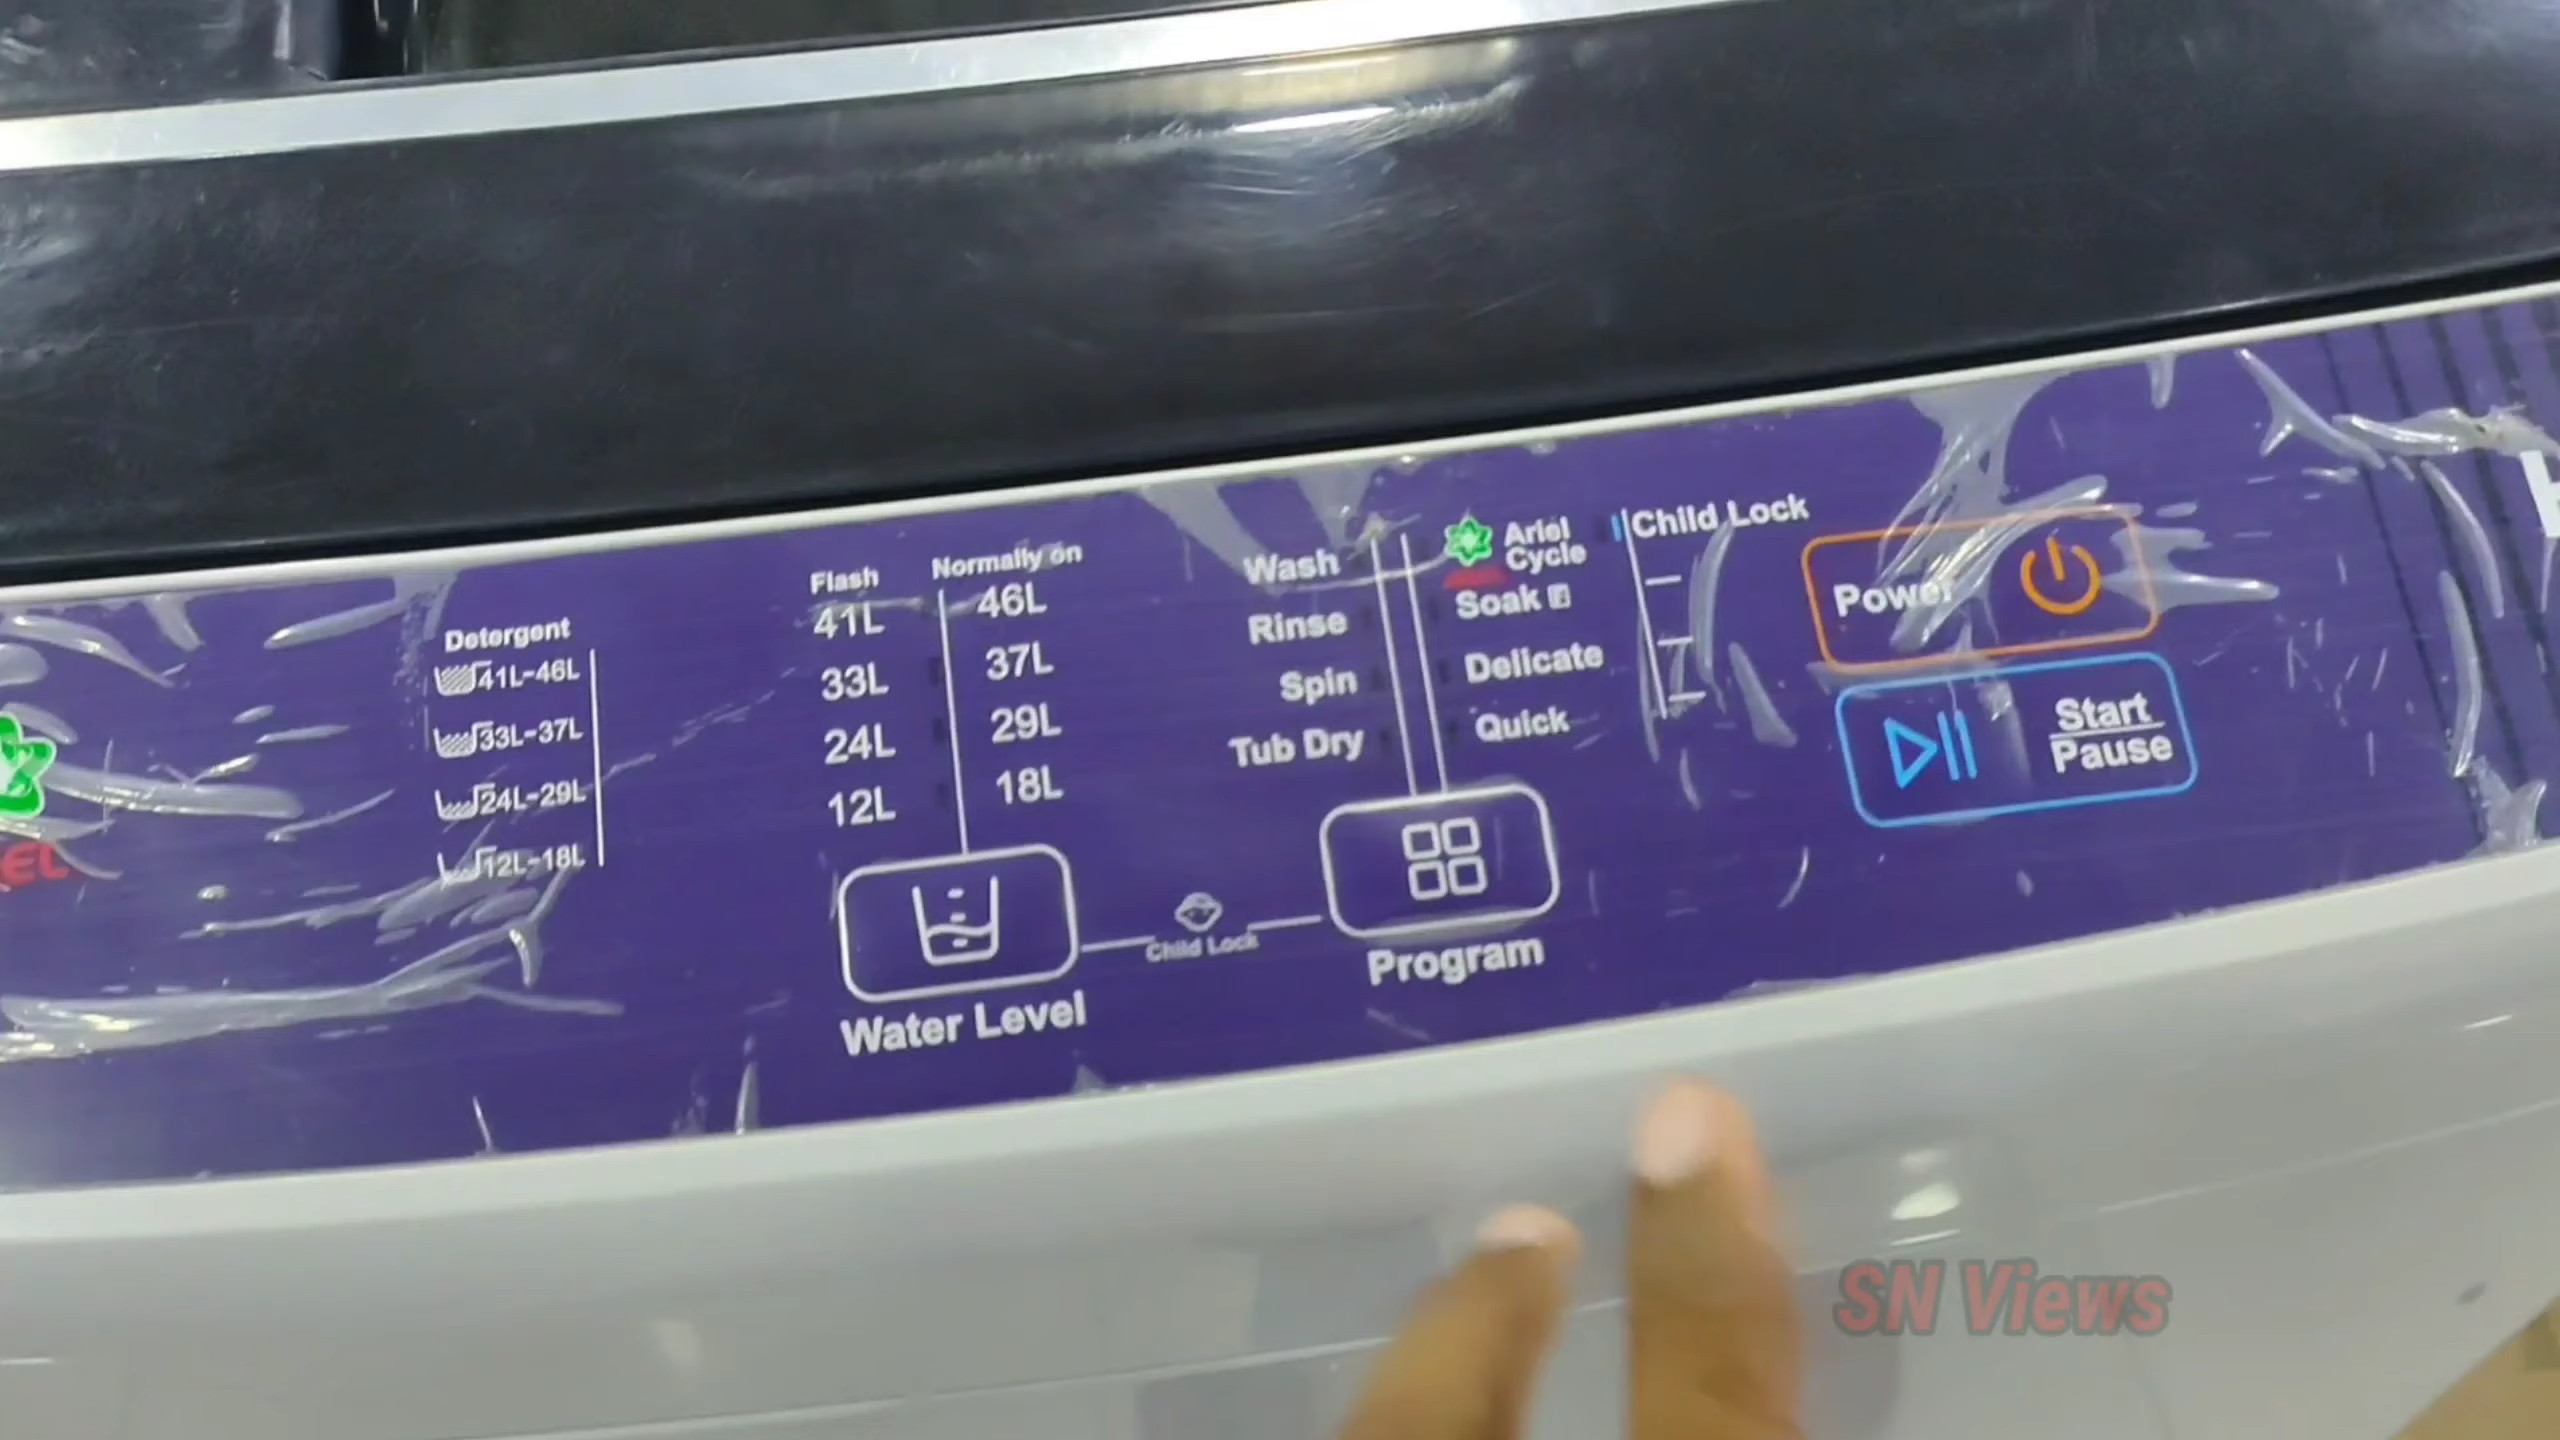 EL
Detergent
41L-46L
33L-37L
24L-29L
12L-18L
Flash
41L
33L
24L
12L
Normally on
46L
37L
29L
18L
Water Level
Child Lock
Wash
Rinse
Spin
Tub Dry
Ariel
Cycle
Soak
Delicate
Quick
Program
Child Lock
Power
Start
Pause
H
SN Views